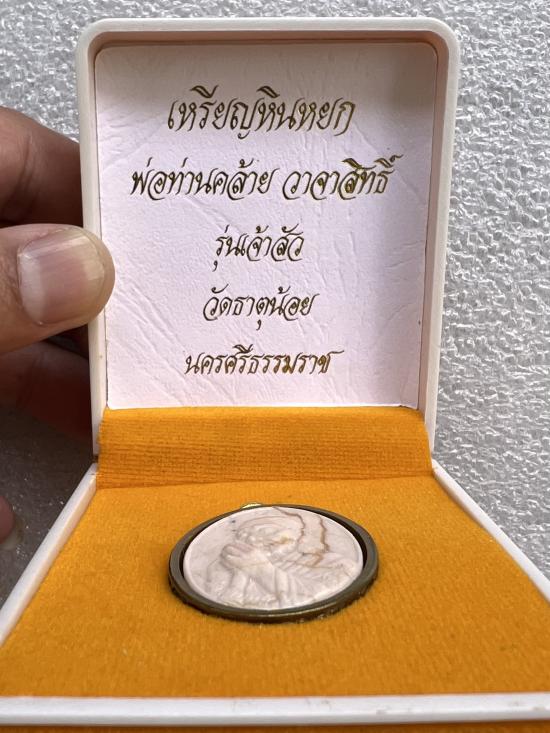 เหรียญหินหยก
พ่อท่านคล้าย วาจาสิทธิ์
รุ่นเจ้าสัว
วัดธาตุน้อย
นครศรีธรรมราช